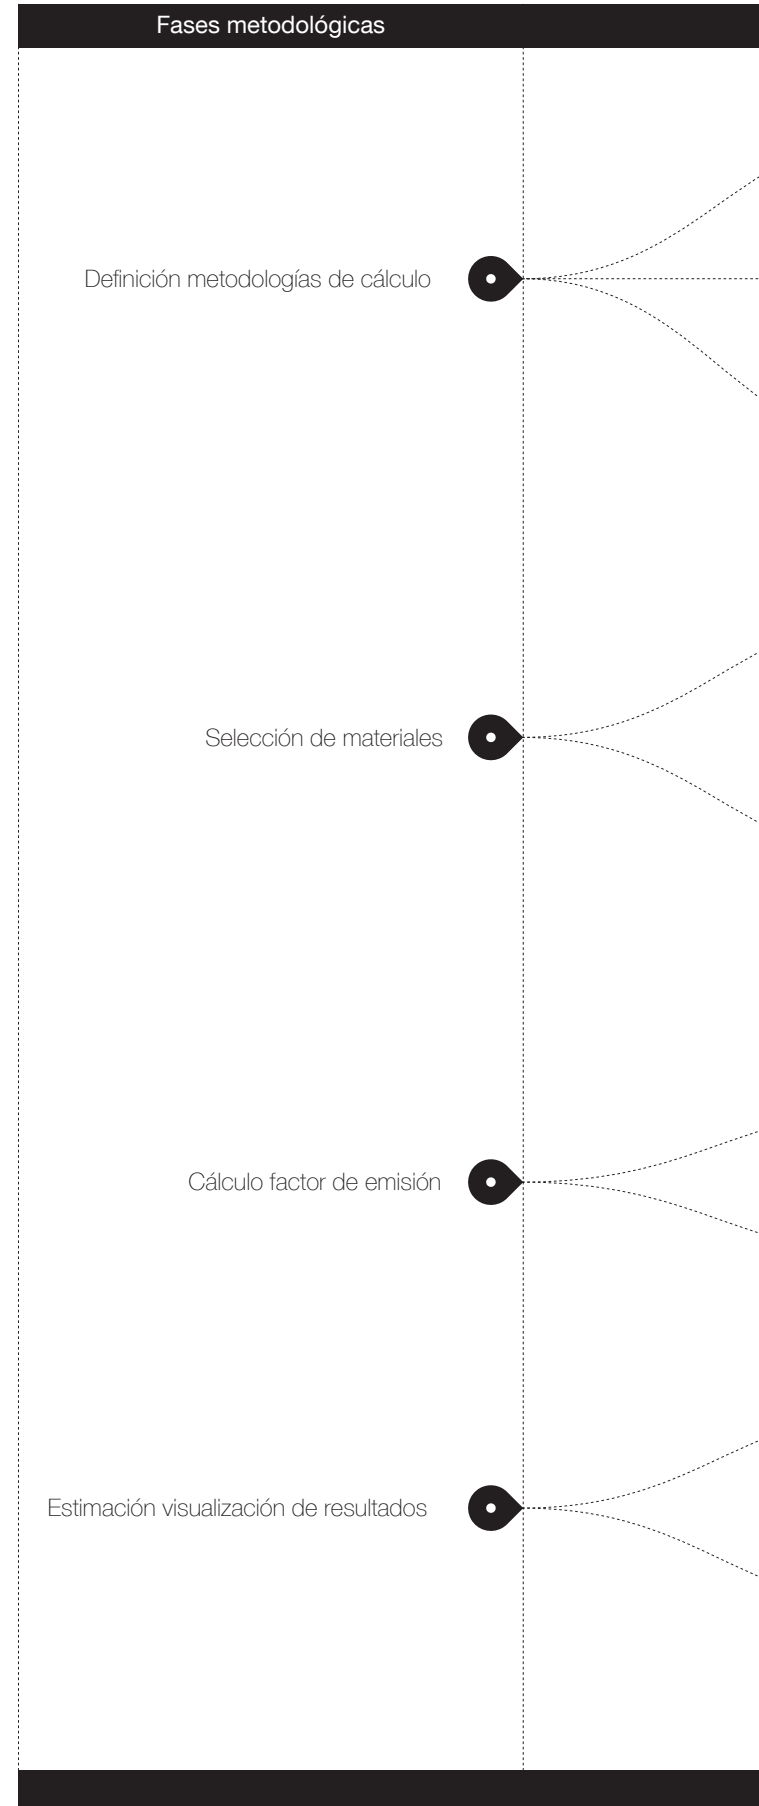 Fases metodológicas
Definición metodologías de cálculo
Selección de materiales
Cálculo factor de emisión
Estimación visualización de resultados